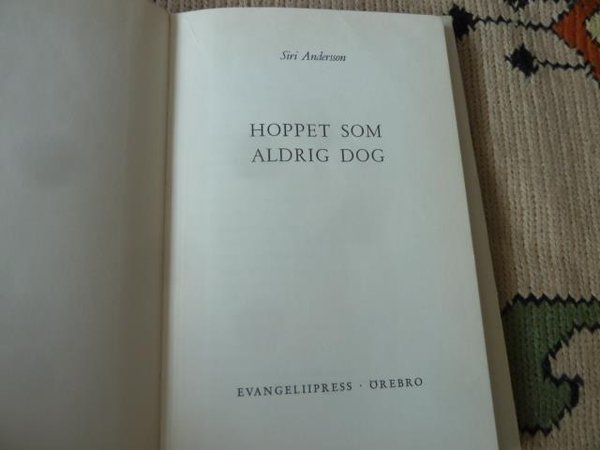 Siri Andersson
HOPPET SOM
ALDRIG DOG
EVANGELIIPRESS · ÖREBRO